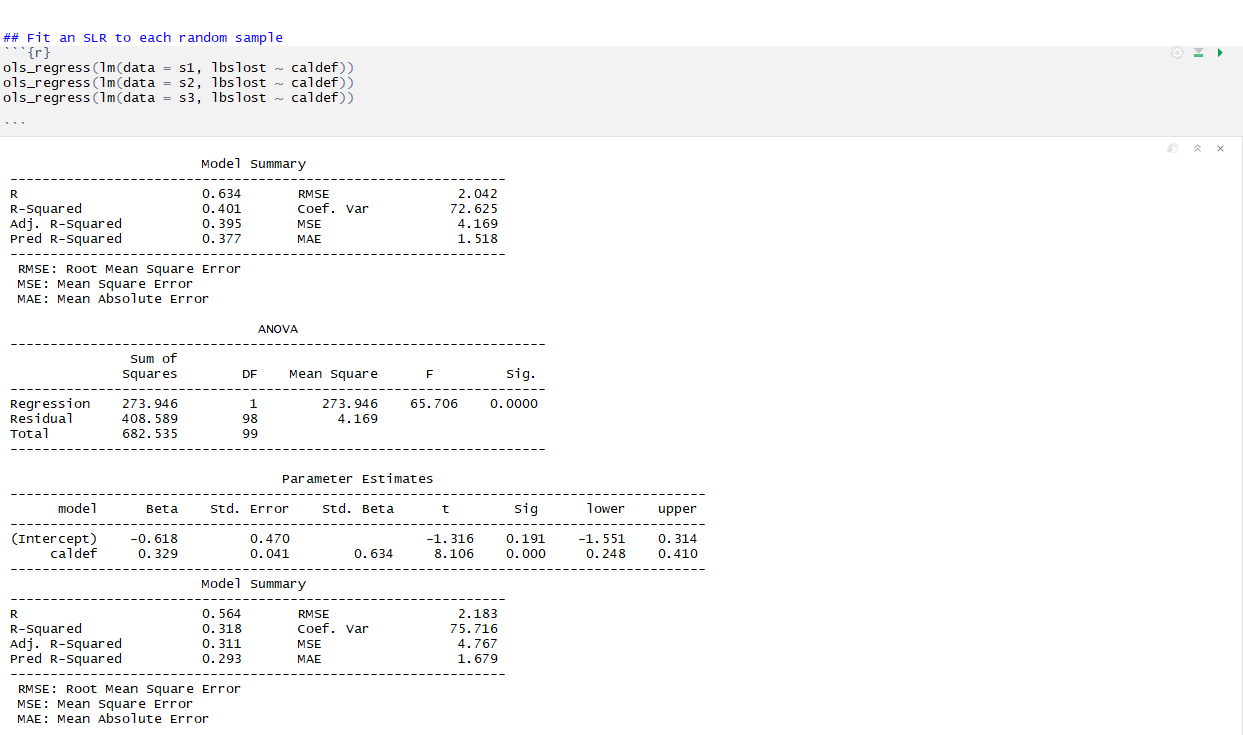 ## Fit an SLR to each random sample
```{r}
ols_regress(lm(data = s1, lbslost ~ caldef))
ols_regress(lm(data = s2, lbslost ~ caldef))
ols_regress(lm(data = s3, lbslost ~ caldef))
```
Model Summary
---------------------------------------------------------------
R 0.634 RMSE 2.042
R-Squared 0.401 Coef. Var 72.625
Adj. R-Squared 0.395 MSE 4.169
Pred R-Squared 0.377 MAE 1.518
---------------------------------------------------------------
RMSE: Root Mean Square Error
MSE: Mean Square Error
MAE: Mean Absolute Error
ANOVA
--------------------------------------------------------------------
Sum of
Squares DF Mean Square F Sig.
--------------------------------------------------------------------
Regression 273.946 1 273.946 65.706 0.0000
Residual 408.589 98 4.169
Total 682.535 99
--------------------------------------------------------------------
Parameter Estimates
----------------------------------------------------------------------------------------
model Beta Std. Error Std. Beta t Sig lower upper
----------------------------------------------------------------------------------------
(Intercept) -0.618 0.470 -1.316 0.191 -1.551 0.314
caldef 0.329 0.041 0.634 8.106 0.000 0.248 0.410
----------------------------------------------------------------------------------------
Model Summary
---------------------------------------------------------------
R 0.564 RMSE 2.183
R-Squared 0.318 Coef. Var 75.716
Adj. R-Squared 0.311 MSE 4.767
Pred R-Squared 0.293 MAE 1.679
---------------------------------------------------------------
RMSE: Root Mean Square Error
MSE: Mean Square Error
MAE: Mean Absolute Error